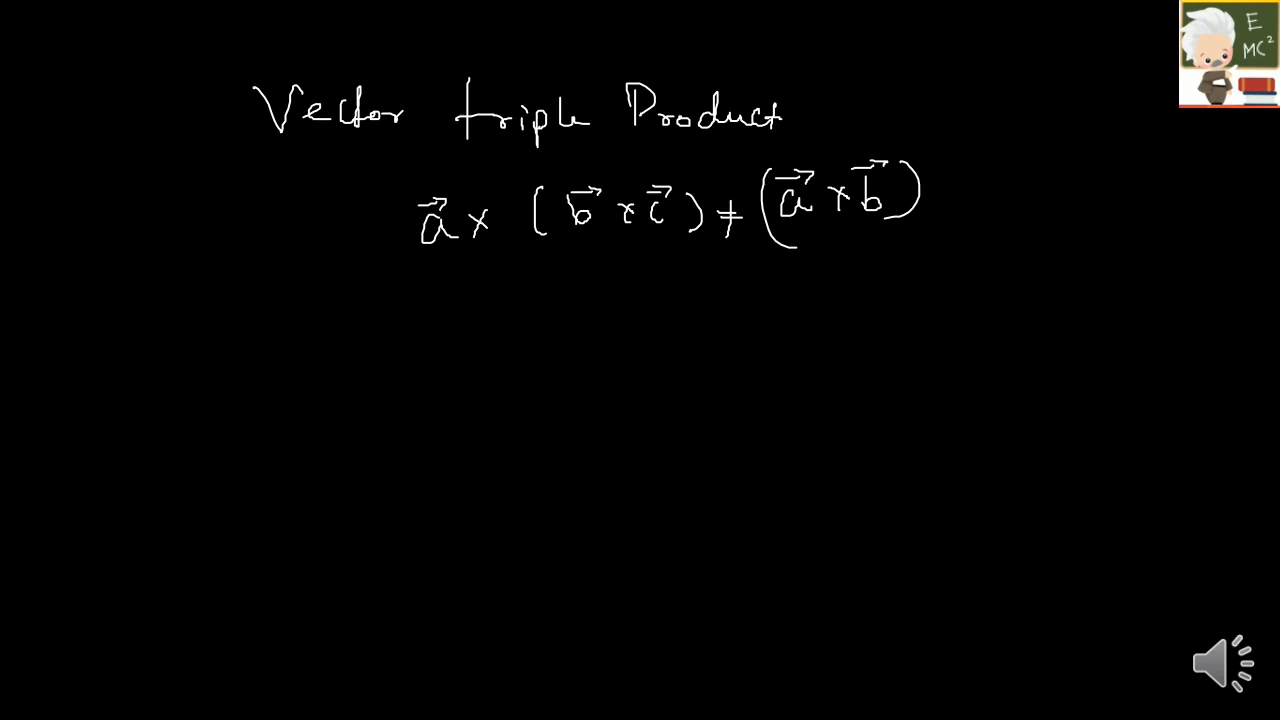 Vector triple Product
a⃗ × (b⃗ × c⃗) ≠ (a⃗ × b⃗)
E
MC²